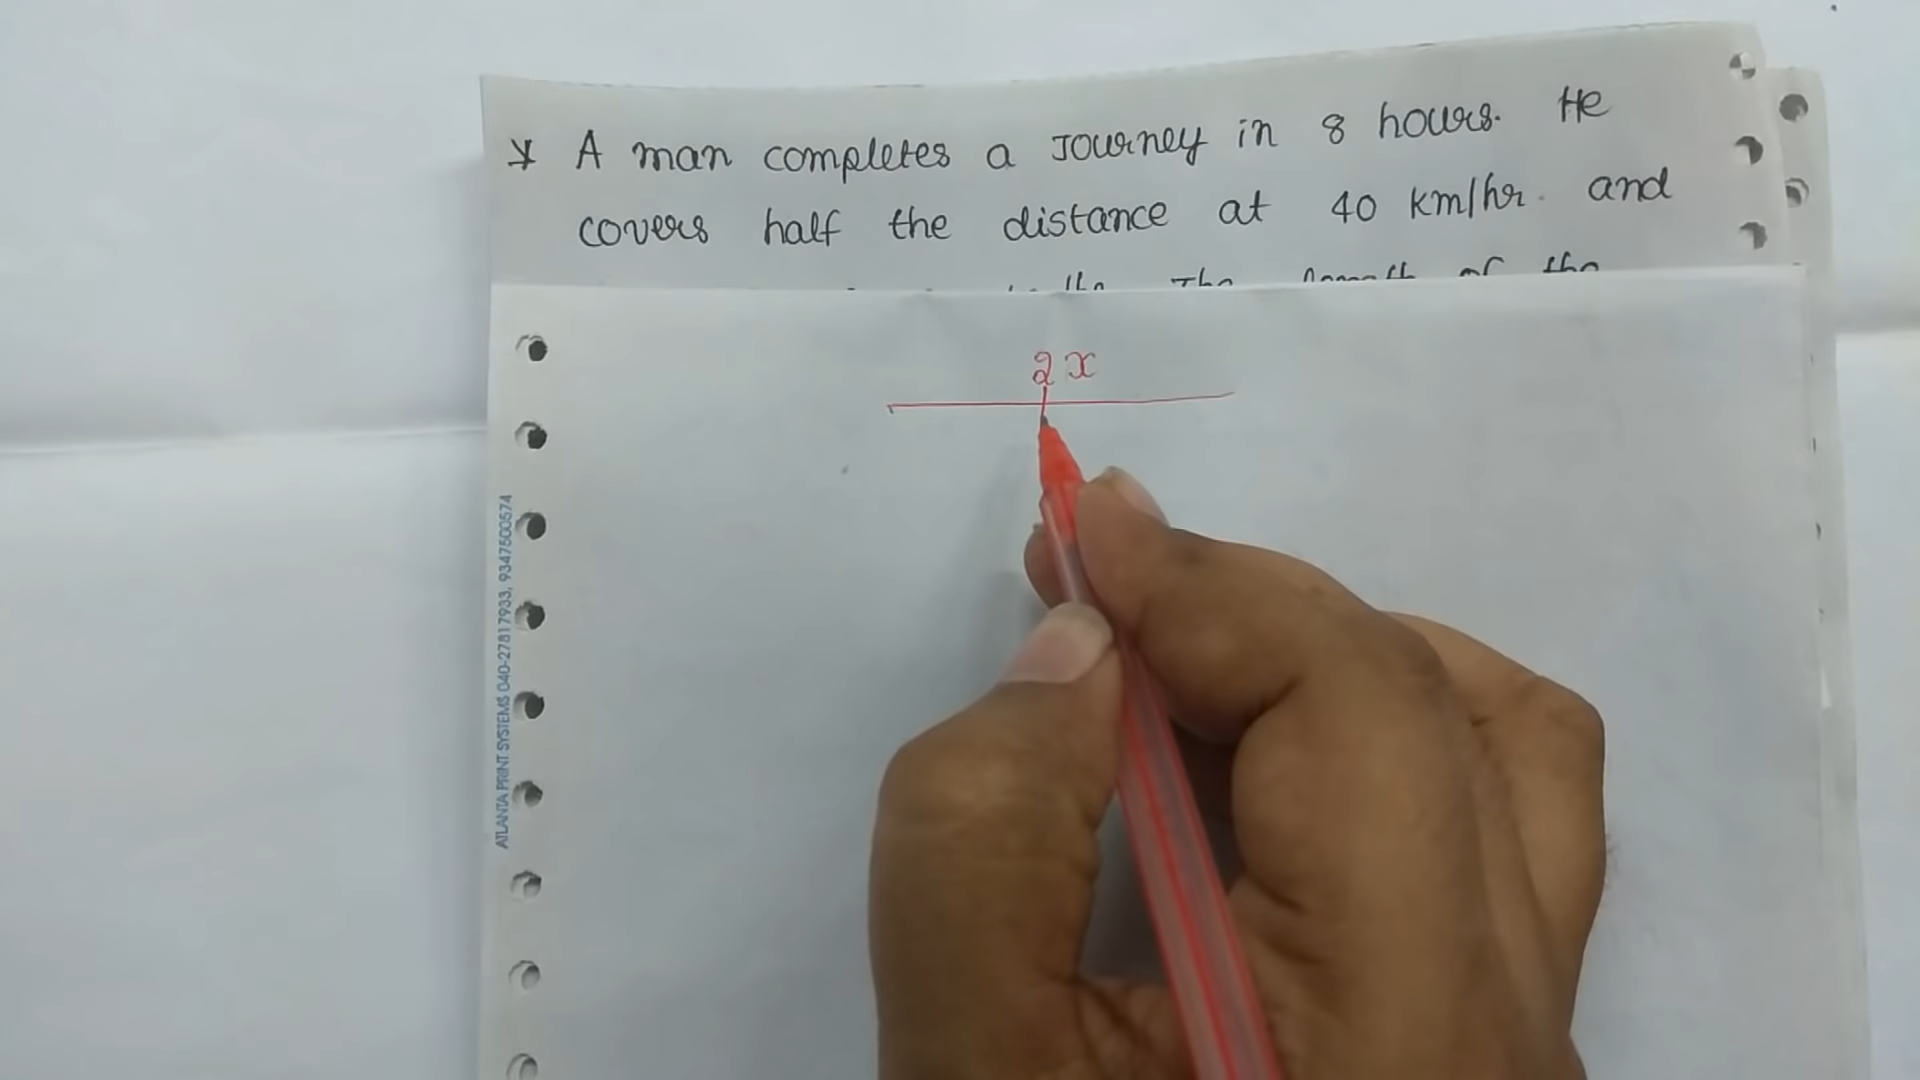 * A man completes a Journey in 8 hours. He
covers half the distance at 40 km/hr. and
2x
ATLANTA PRINT SYSTEMS 040-27817933, 9347500574